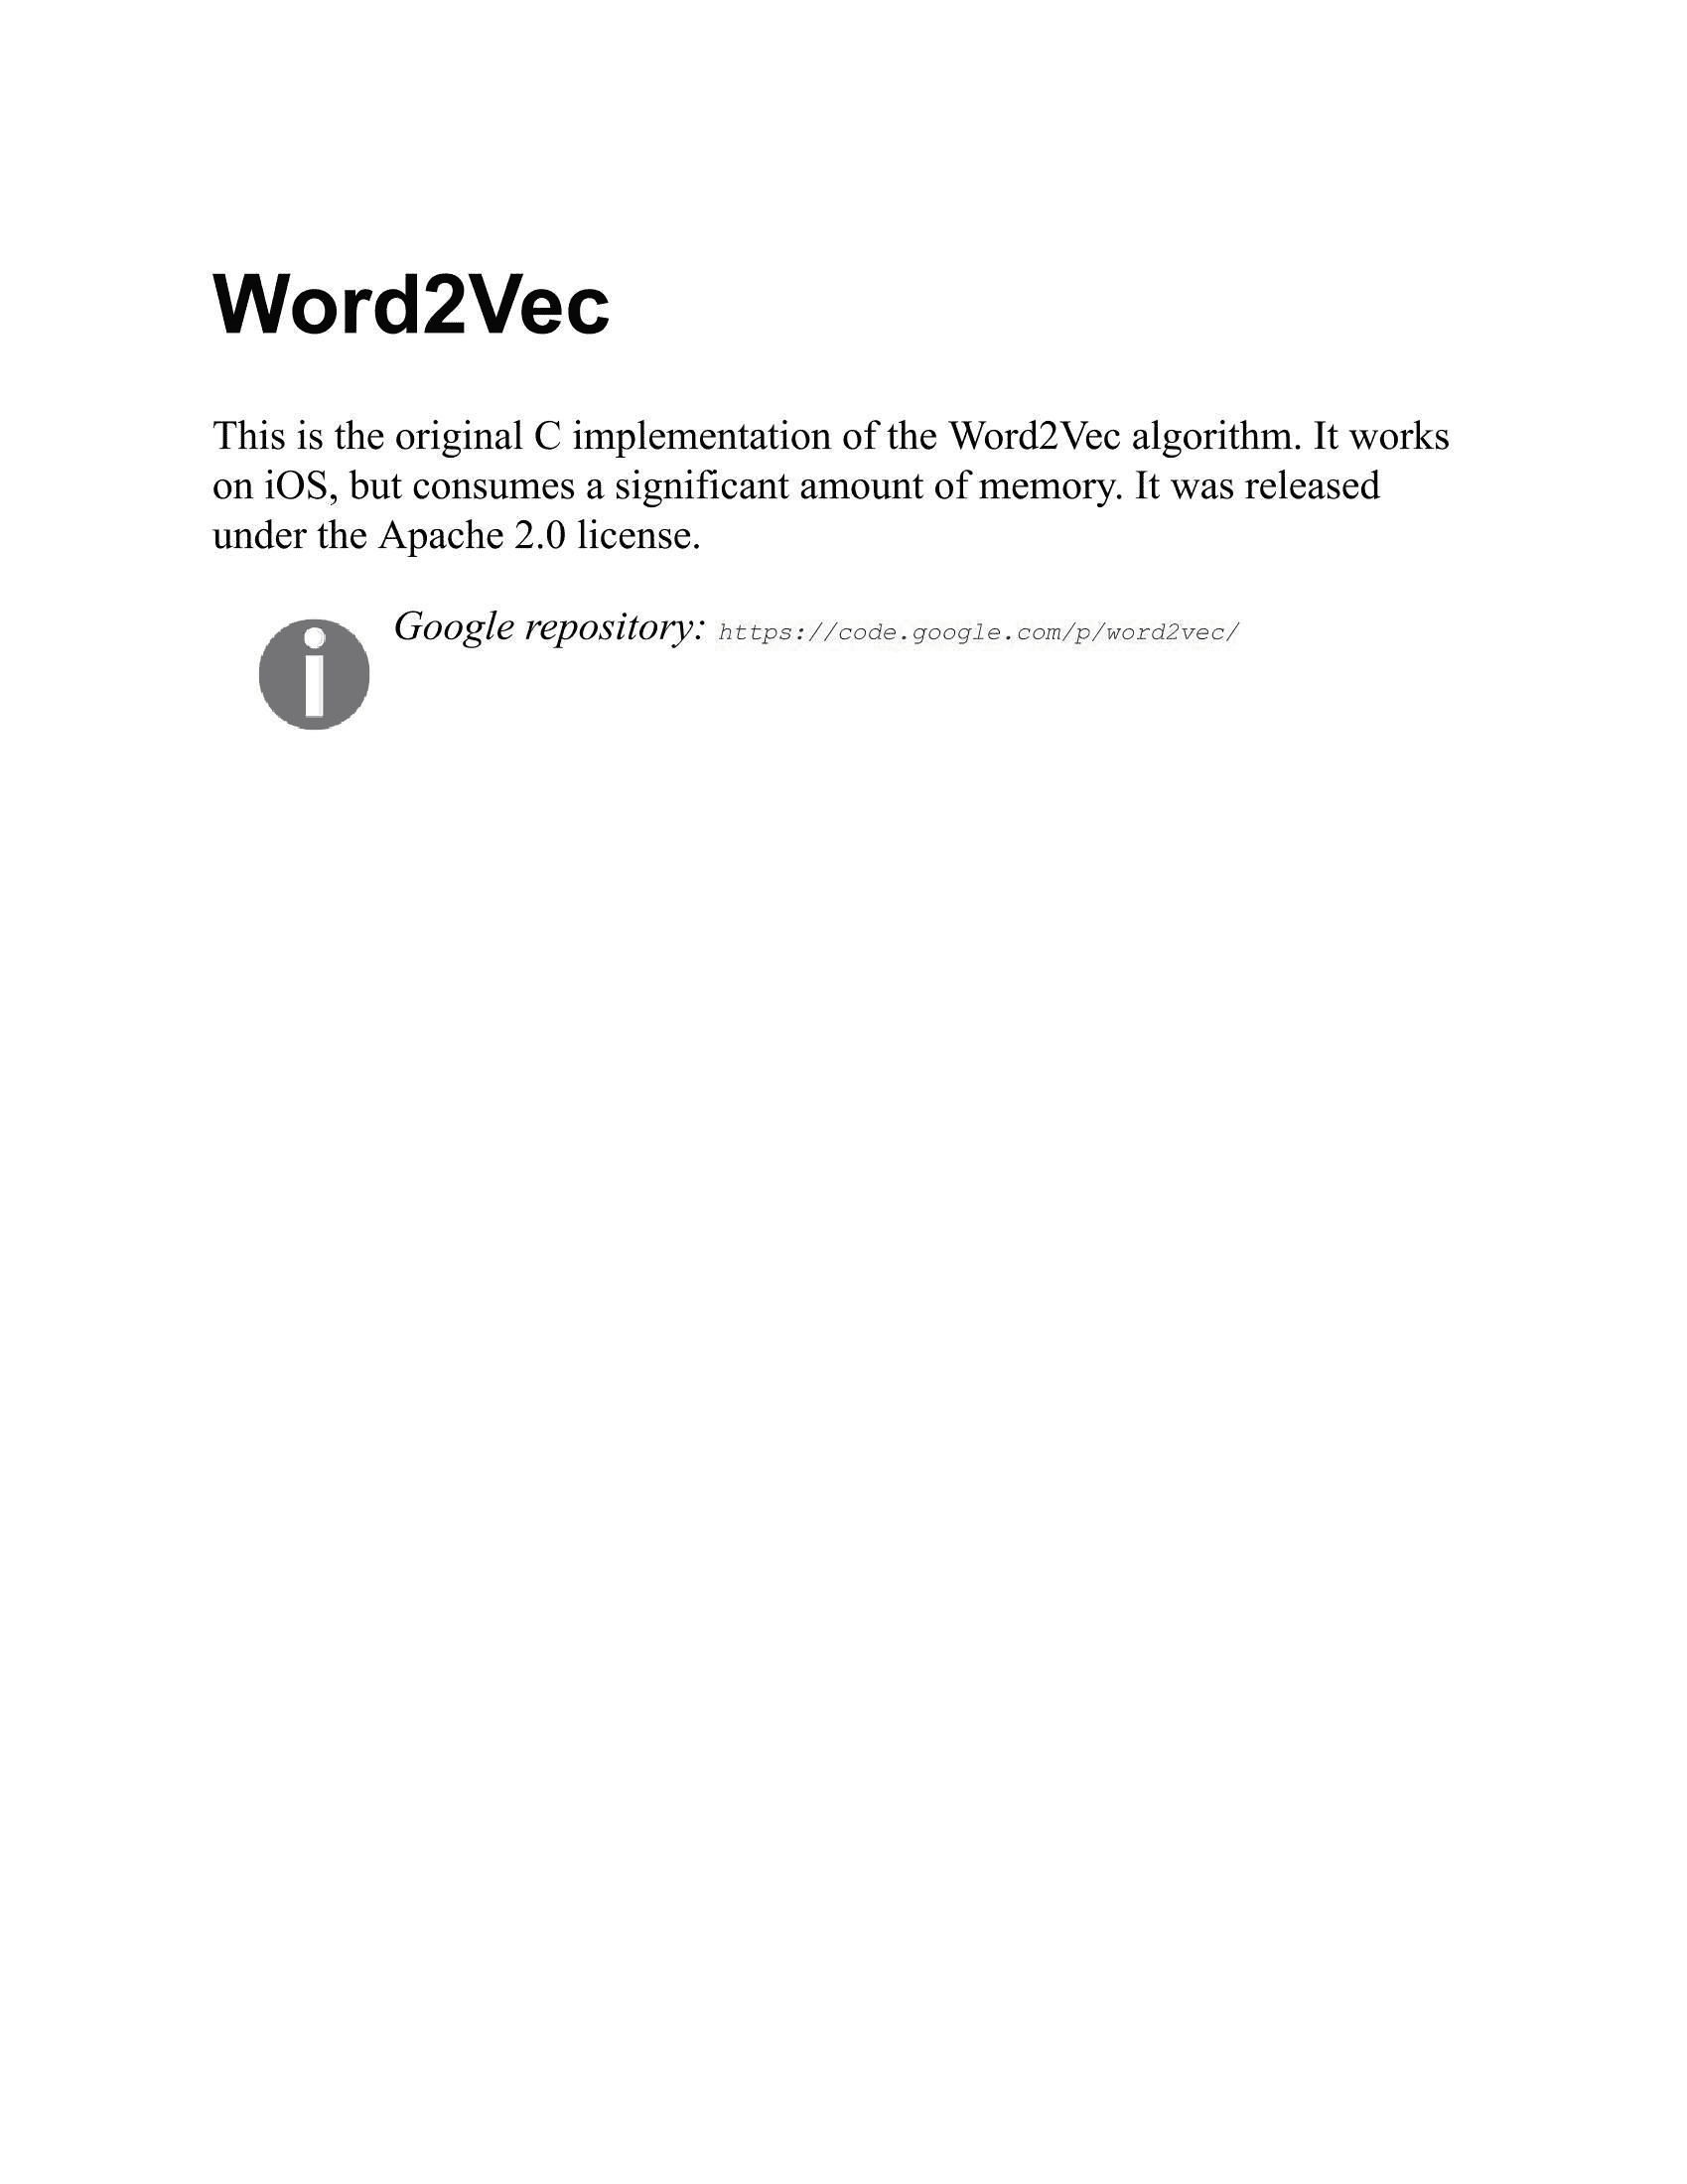 Word2Vec
This is the original C implementation of the Word2Vec algorithm. It works
on iOS, but consumes a significant amount of memory. It was released
under the Apache 2.0 license.
Google repository: https://code.google.com/p/word2vec/